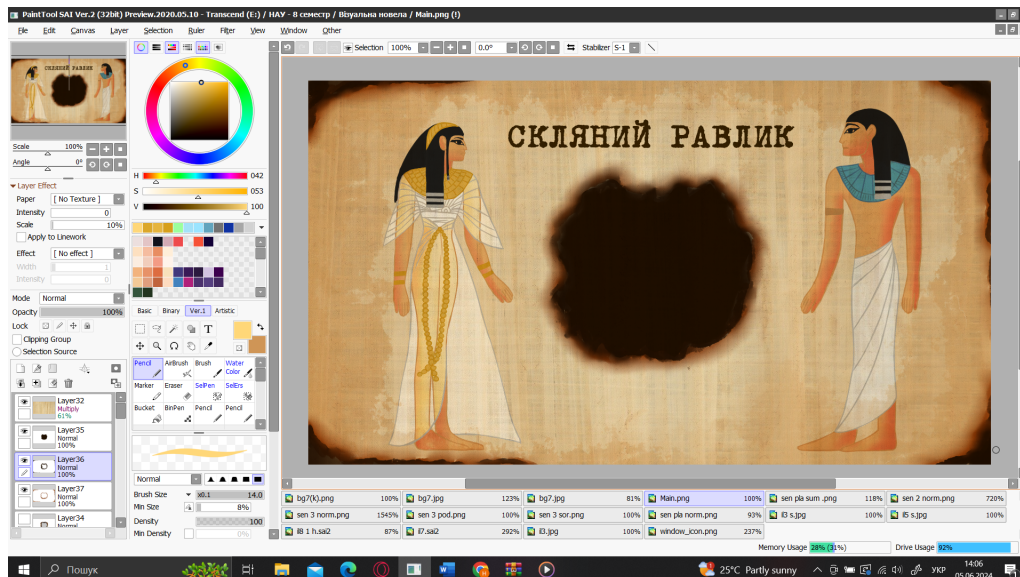 PaintTool SAI Ver.2 (32bit) Preview.2020.05.10 - Transcend (E:) / НАУ - 8 семестр / Візуальна новела / Main.png (!)
File Edit Canvas Layer Selection Ruler Filter View Window Other
Selection 100% 0.0° Stabilizer S-1
СКЛЯНИЙ РАВЛИК
Scale 100%
Angle 0°
Layer Effect
Paper [ No Texture ]
Intensity 0
Scale 10%
Apply to Linework
Effect [ No effect ]
Width 1
Intensity 0
Mode Normal
Opacity 100%
Lock
Clipping Group
Selection Source
Layer32
Multiply
61%
Layer35
Normal
100%
Layer36
Normal
100%
Layer37
Normal
100%
Layer34
Normal
H 042
S 053
V 100
Basic Binary Ver.1 Artistic
T
Pencil AirBrush Brush Water Color
Marker Eraser SelPen SelErs
Bucket BinPen Pencil Pencil
Normal
Brush Size x0.1 14.0
Min Size 8%
Density 100
Min Density 0%
СКЛЯНИЙ РАВЛИК
bg7(k).png 100% bg7.jpg 123% bg7.jpg 81% Main.png 100% sen pla sum .png 118% sen 2 norm.png 720%
sen 3 norm.png 1545% sen 3 pod.png 100% sen 3 sor.png 100% sen pla norm.png 93% il3 s.jpg 100% il5 s.jpg 100%
il8 1 h.sai2 87% il7.sai2 292% il3.jpg 100% window_icon.png 237%
Memory Usage 28% (31%) Drive Usage 92%
Пошук 25°C Partly sunny УКР 14:06
05.06.2024